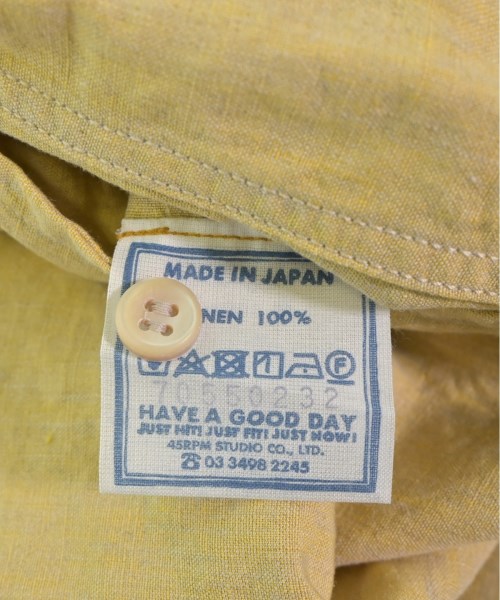 MADE IN JAPAN
100%
70550232
HAVE A GOOD DAY
JUST HIT! JUST FIT! JUST NOW!
45RPM STUDIO CO., LTD.
☎ 03 3498 2245